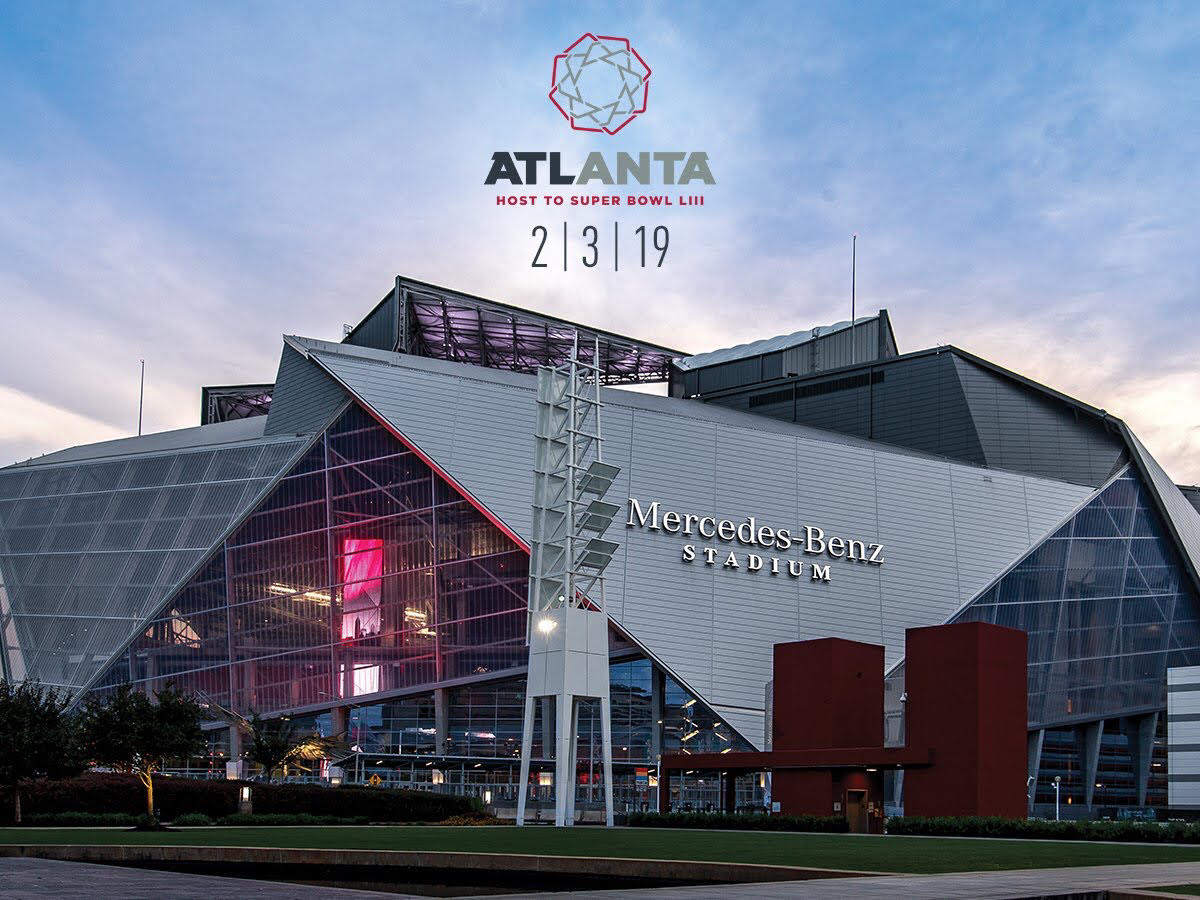 ATLANTA
HOST TO SUPER BOWL LIII
2 | 3 | 19
Mercedes-Benz
STADIUM